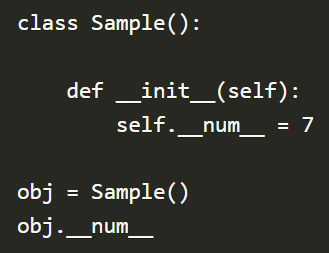 class Sample():
    def __init__(self):
        self.__num__ = 7
obj = Sample()
obj.__num__